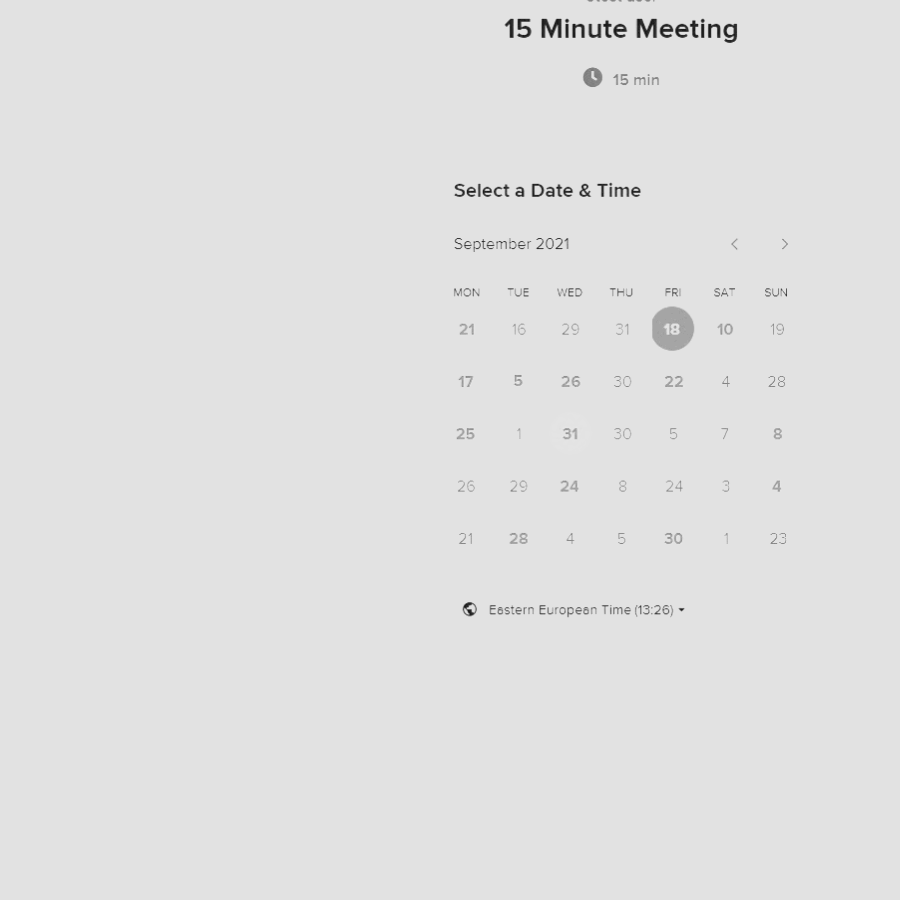 15 Minute Meeting
15 min
Select a Date & Time
September 2021
MON TUE WED THU FRI SAT SUN
21 16 29 31 18 10 19
17 5 26 30 22 4 28
25 1 31 30 5 7 8
26 29 24 8 24 3 4
21 28 4 5 30 1 23
Eastern European Time (13:26)